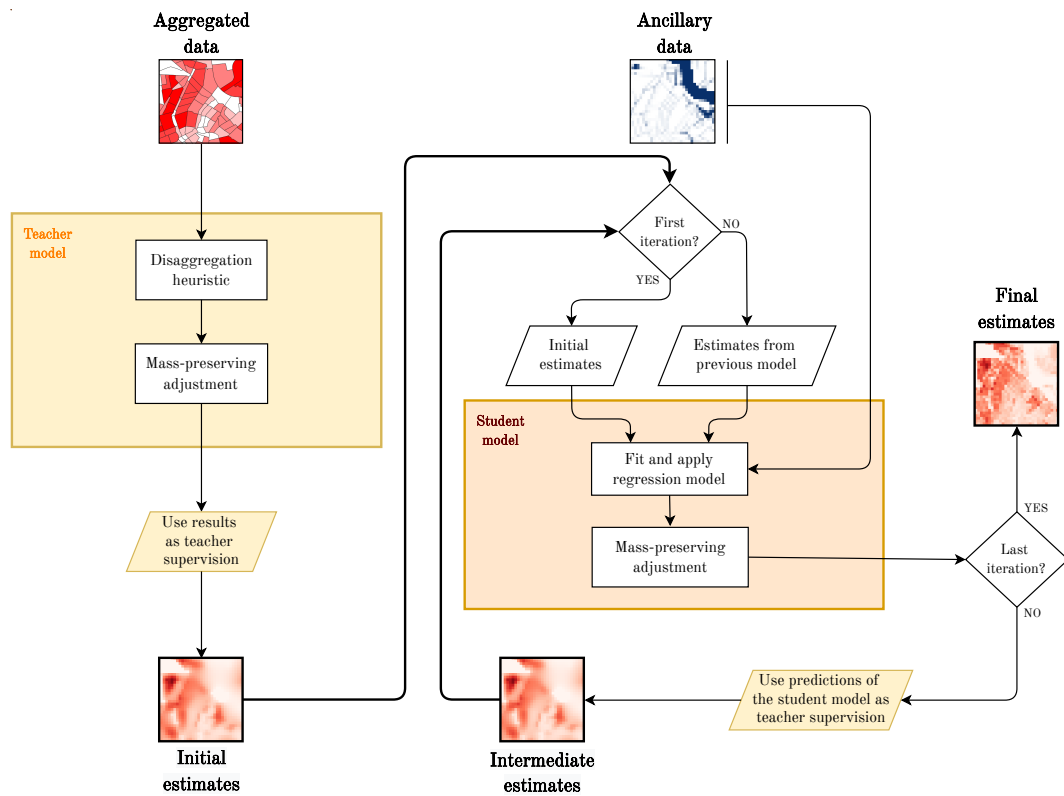 Aggregated
data
Ancillary
data
Teacher
model
Disaggregation
heuristic
Mass-preserving
adjustment
Use results
as teacher
supervision
Initial
estimates
First
iteration?
NO
YES
Initial
estimates
Estimates from
previous model
Student
model
Fit and apply
regression model
Mass-preserving
adjustment
Final
estimates
YES
Last
iteration?
NO
Use predictions of
the student model as
teacher supervision
Intermediate
estimates